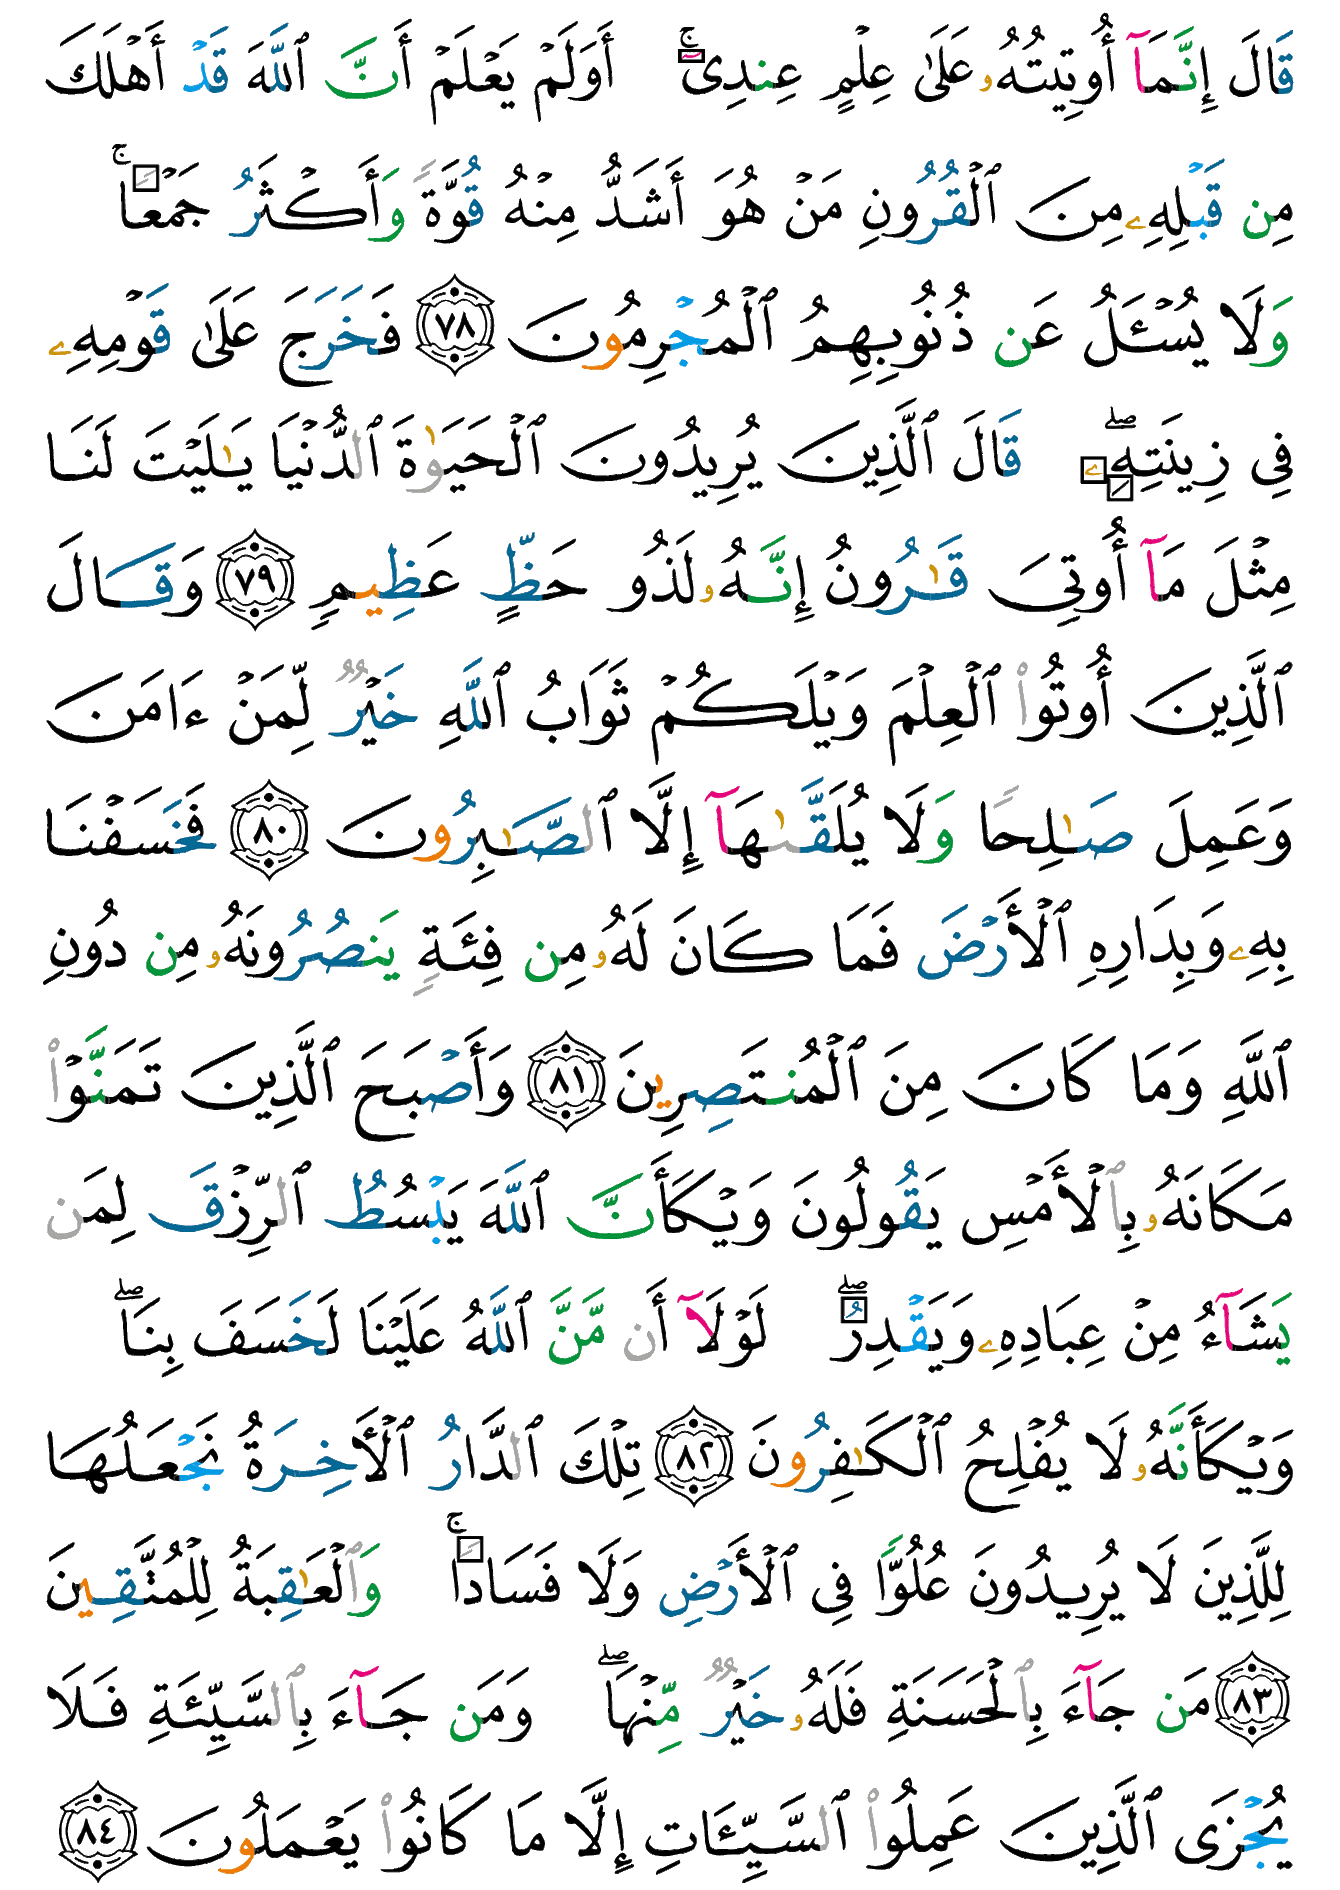 قَالَ إِنَّمَآ أُوتِيتُهُۥ عَلَىٰ عِلْمٍ عِندِىٓ ۚ أَوَلَمْ يَعْلَمْ أَنَّ ٱللَّهَ قَدْ أَهْلَكَ
مِن قَبْلِهِۦ مِنَ ٱلْقُرُونِ مَنْ هُوَ أَشَدُّ مِنْهُ قُوَّةً وَأَكْثَرُ جَمْعًا ۚ
وَلَا يُسْـَٔلُ عَن ذُنُوبِهِمُ ٱلْمُجْرِمُونَ ٧٨ فَخَرَجَ عَلَىٰ قَوْمِهِۦ
فِى زِينَتِهِۦ ۖ قَالَ ٱلَّذِينَ يُرِيدُونَ ٱلْحَيَوٰةَ ٱلدُّنْيَا يَـٰلَيْتَ لَنَا
مِثْلَ مَآ أُوتِىَ قَـٰرُونُ إِنَّهُۥ لَذُو حَظٍّ عَظِيمٍ ٧٩ وَقَالَ
ٱلَّذِينَ أُوتُوا۟ ٱلْعِلْمَ وَيْلَكُمْ ثَوَابُ ٱللَّهِ خَيْرٌ لِّمَنْ ءَامَنَ
وَعَمِلَ صَـٰلِحًا وَلَا يُلَقَّىٰهَآ إِلَّا ٱلصَّـٰبِرُونَ ٨٠ فَخَسَفْنَا
بِهِۦ وَبِدَارِهِ ٱلْأَرْضَ فَمَا كَانَ لَهُۥ مِن فِئَةٍ يَنصُرُونَهُۥ مِن دُونِ
ٱللَّهِ وَمَا كَانَ مِنَ ٱلْمُنتَصِرِينَ ٨١ وَأَصْبَحَ ٱلَّذِينَ تَمَنَّوْا۟
مَكَانَهُۥ بِٱلْأَمْسِ يَقُولُونَ وَيْكَأَنَّ ٱللَّهَ يَبْسُطُ ٱلرِّزْقَ لِمَن
يَشَآءُ مِنْ عِبَادِهِۦ وَيَقْدِرُ ۖ لَوْلَآ أَن مَّنَّ ٱللَّهُ عَلَيْنَا لَخَسَفَ بِنَا ۖ
وَيْكَأَنَّهُۥ لَا يُفْلِحُ ٱلْكَـٰفِرُونَ ٨٢ تِلْكَ ٱلدَّارُ ٱلْأَخِرَةُ نَجْعَلُهَا
لِلَّذِينَ لَا يُرِيدُونَ عُلُوًّا فِى ٱلْأَرْضِ وَلَا فَسَادًا ۚ وَٱلْعَـٰقِبَةُ لِلْمُتَّقِينَ
٨٣ مَن جَآءَ بِٱلْحَسَنَةِ فَلَهُۥ خَيْرٌ مِّنْهَا ۖ وَمَن جَآءَ بِٱلسَّيِّئَةِ فَلَا
يُجْزَى ٱلَّذِينَ عَمِلُوا۟ ٱلسَّيِّـَٔاتِ إِلَّا مَا كَانُوا۟ يَعْمَلُونَ ٨٤